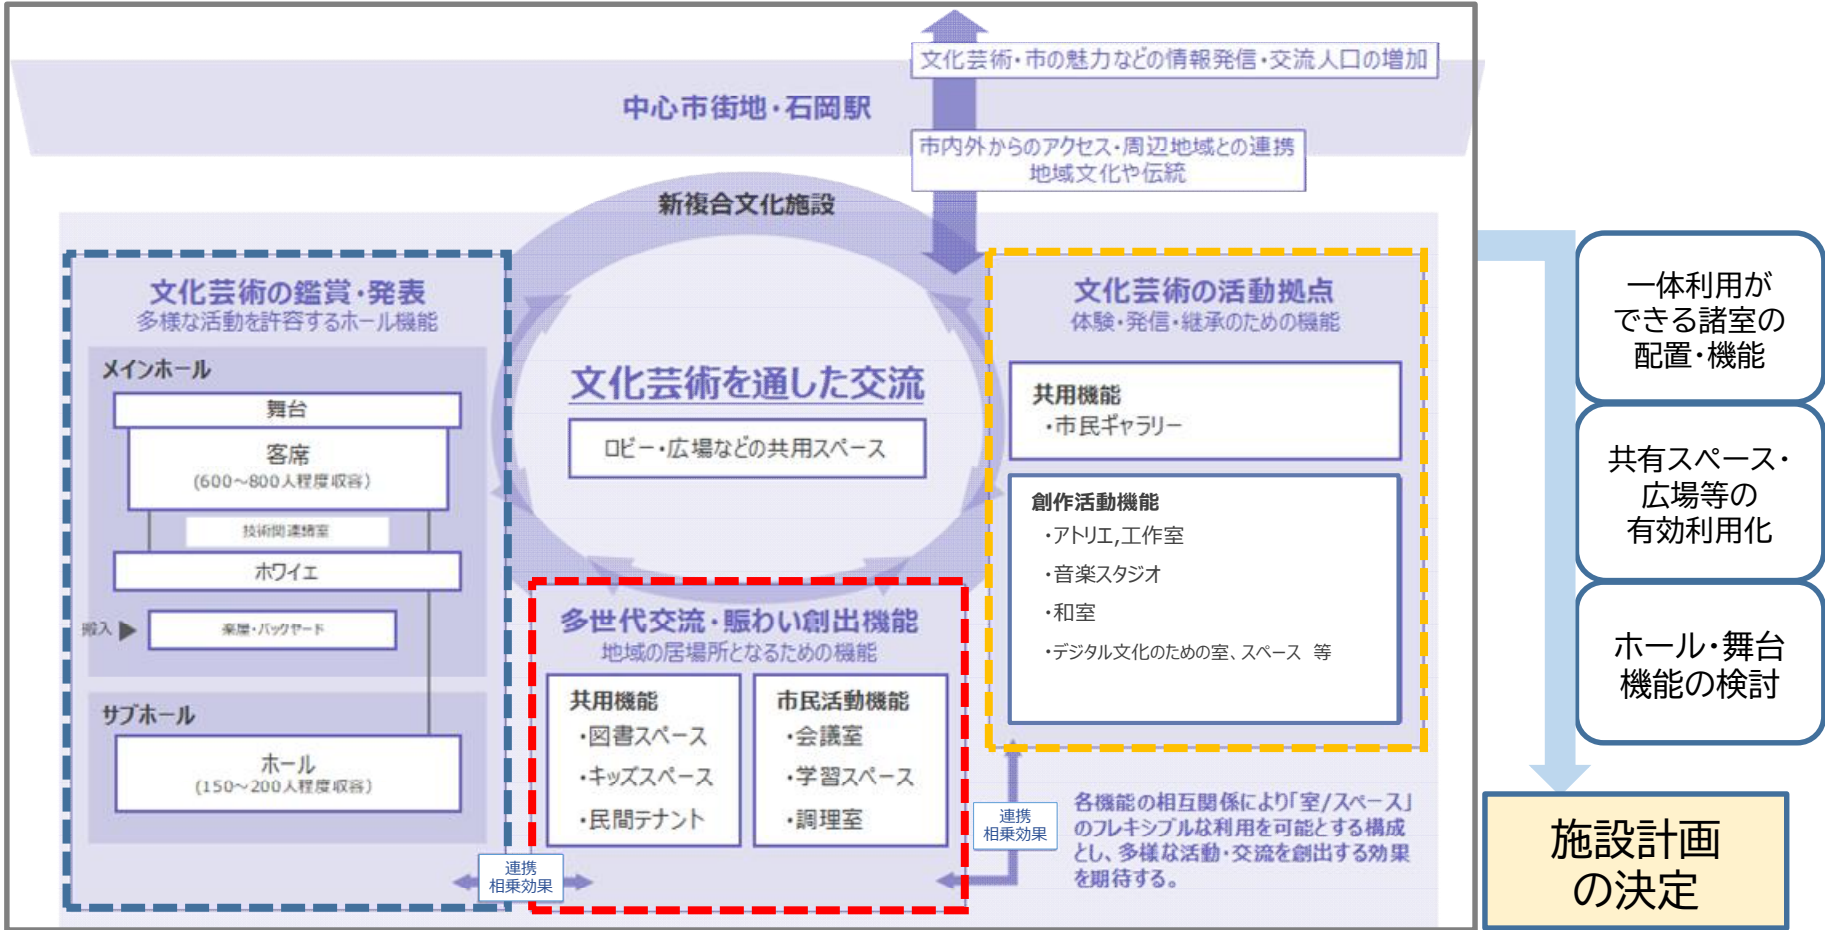 文化芸術・市の魅力などの情報発信・交流人口の増加
中心市街地・石岡駅
市内外からのアクセス・周辺地域との連携
地域文化や伝統
新複合文化施設
文化芸術の鑑賞・発表
多様な活動を許容するホール機能
メインホール
舞台
客席
(600～800人程度収容)
技術関連諸室
ホワイエ
搬入
楽屋・バックヤード
サブホール
ホール
(150～200人程度収容)
文化芸術を通した交流
ロビー・広場などの共用スペース
多世代交流・賑わい創出機能
地域の居場所となるための機能
共用機能
・図書スペース
・キッズスペース
・民間テナント
市民活動機能
・会議室
・学習スペース
・調理室
連携
相乗効果
文化芸術の活動拠点
体験・発信・継承のための機能
共用機能
・市民ギャラリー
創作活動機能
・アトリエ,工作室
・音楽スタジオ
・和室
・デジタル文化のための室、スペース 等
連携
相乗効果
各機能の相互関係により「室/スペース」
のフレキシブルな利用を可能とする構成
とし、多様な活動・交流を創出する効果
を期待する。
一体利用が
できる諸室の
配置・機能
共有スペース・
広場等の
有効利用化
ホール・舞台
機能の検討
施設計画
の決定